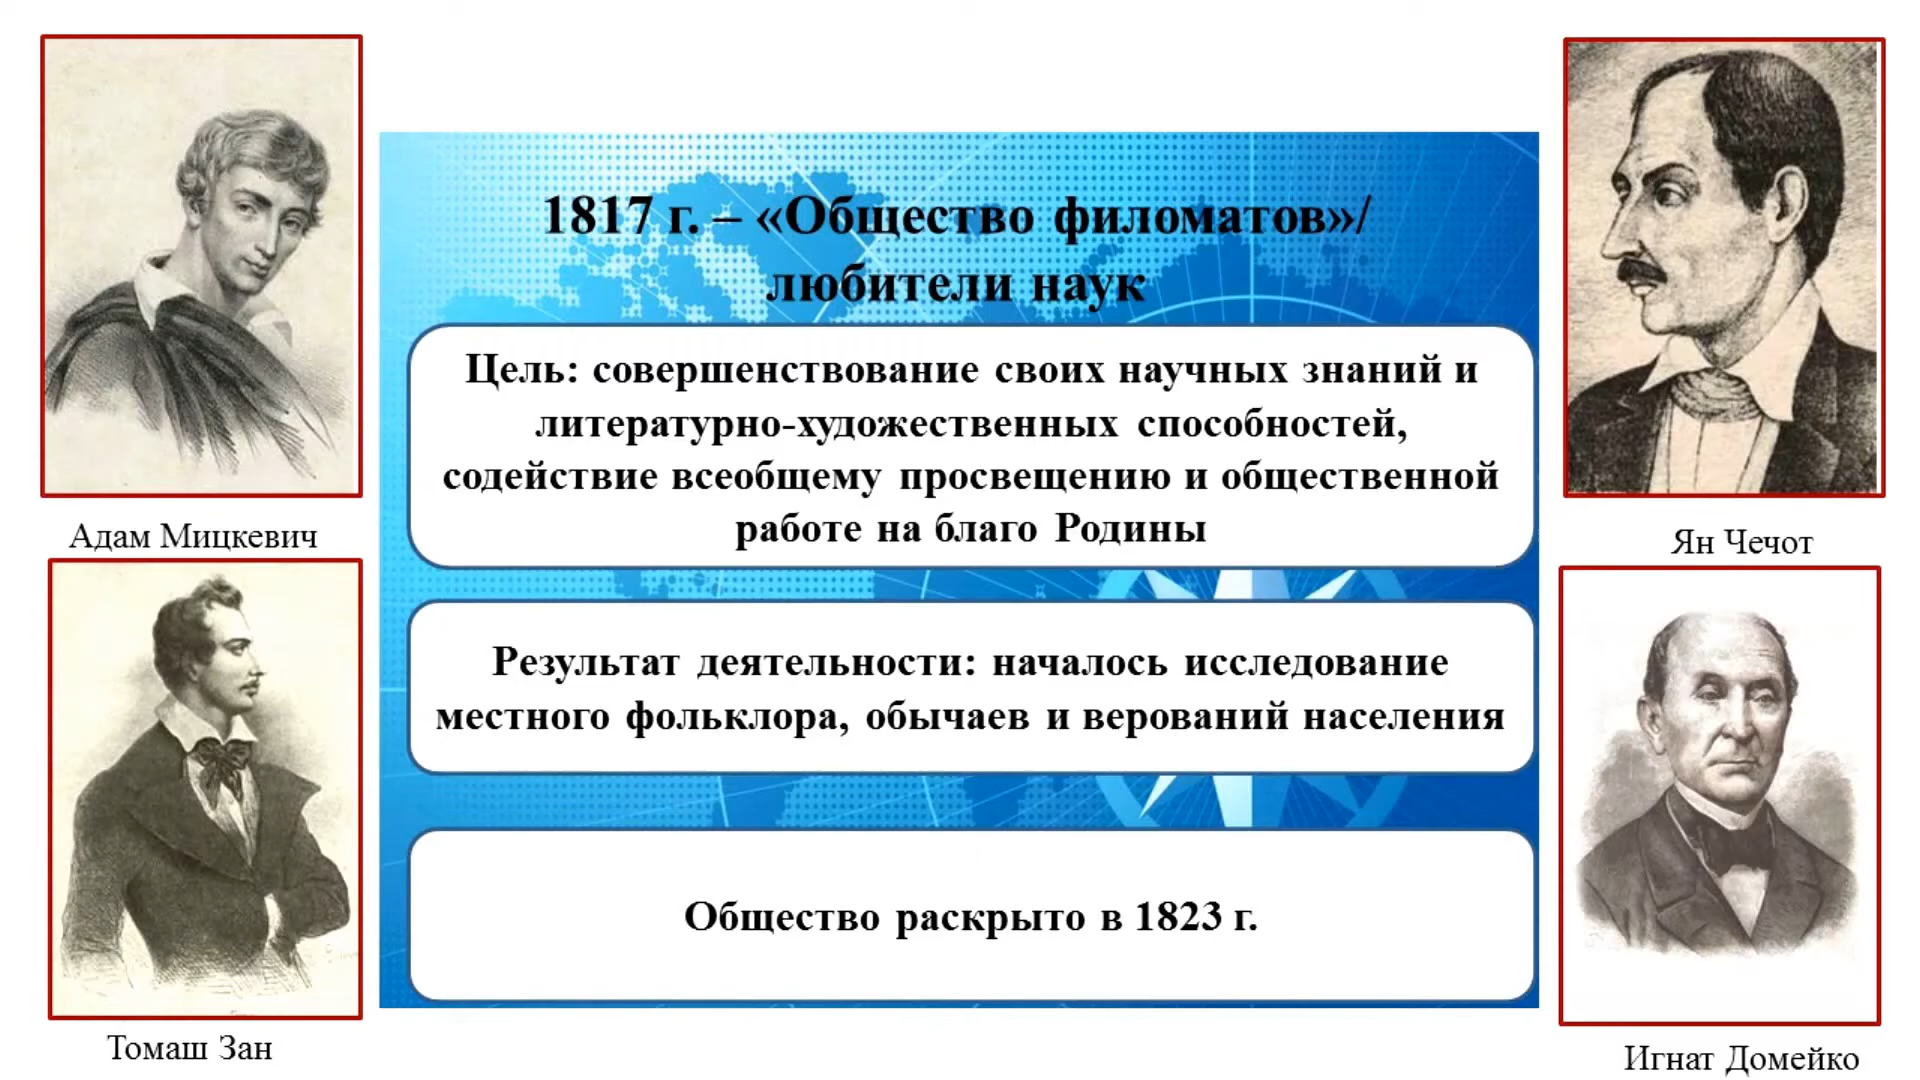 1817 г. – «Общество филоматов»/
любители наук
Цель: совершенствование своих научных знаний и
литературно-художественных способностей,
содействие всеобщему просвещению и общественной
работе на благо Родины
Результат деятельности: началось исследование
местного фольклора, обычаев и верований населения
Общество раскрыто в 1823 г.
Адам Мицкевич
Ян Чечот
Томаш Зан
Игнат Домейко